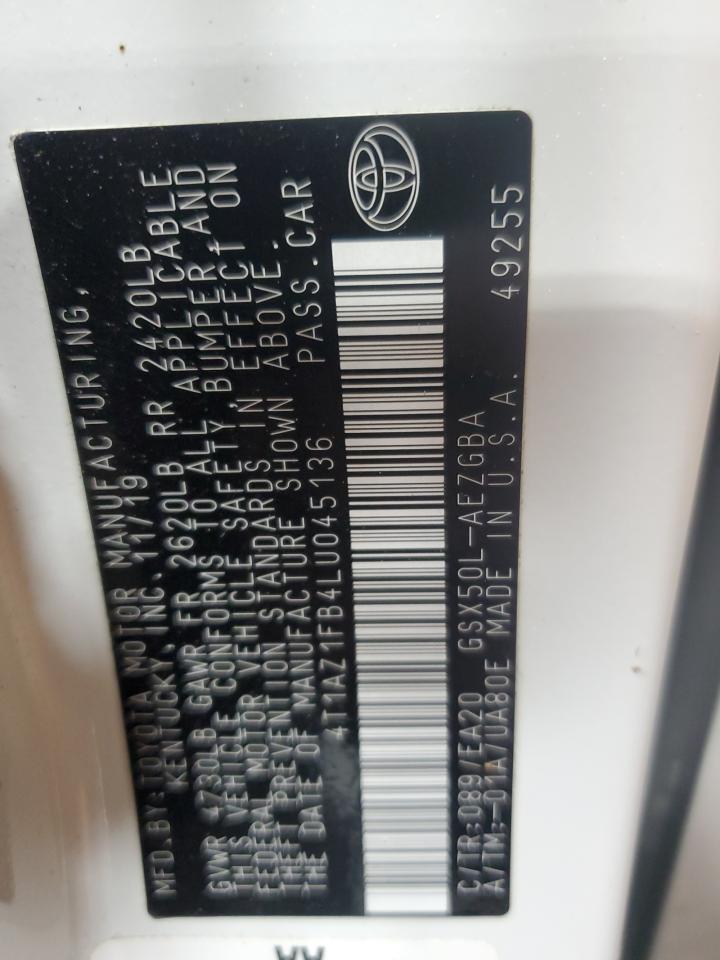 MFD.BY:TOYOTA MOTOR MANUFACTURING,
KENTUCKY, INC. 11/19
GVWR 4730LB GAWR FR 2620LB RR 2420LB
THIS VEHICLE CONFORMS TO ALL APPLICABLE
FEDERAL MOTOR VEHICLE SAFETY, BUMPER, AND
THEFT PREVENTION STANDARDS IN EFFECT ON
THE DATE OF MANUFACTURE SHOWN ABOVE.
4T1AZ1FB4LU045136 PASS.CAR
C/TR:089/EA20 GSX50L-AEZGBA
A/TM:-01A/UA80E MADE IN U.S.A. 49255